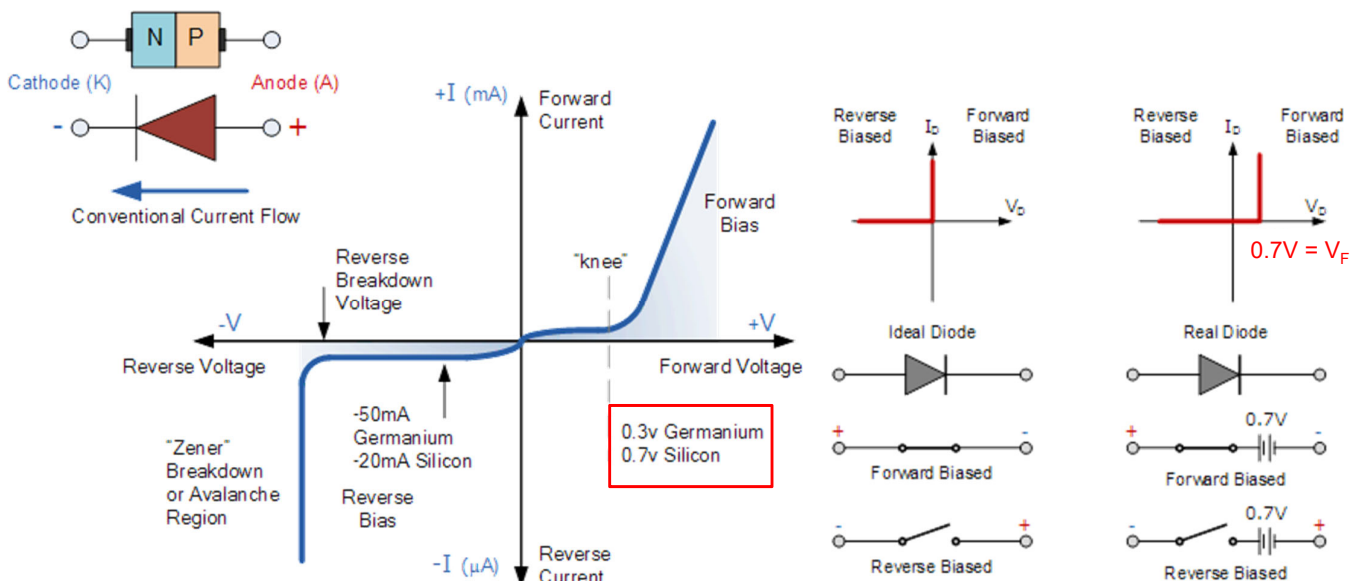 N P
Cathode (K)
Anode (A)
- +
Conventional Current Flow
+I (mA)
Forward
Current
Forward
Bias
"knee"
Reverse
Breakdown
Voltage
-V
+V
Reverse Voltage
Forward Voltage
-50mA
Germanium
-20mA Silicon
0.3v Germanium
0.7v Silicon
"Zener"
Breakdown
or Avalanche
Region
Reverse
Bias
-I (μA)
Reverse
Current
Reverse
Biased
I_D
Forward
Biased
V_D
Ideal Diode
+ -
Forward Biased
- +
Reverse Biased
Reverse
Biased
I_D
Forward
Biased
V_D
0.7V = V_F
Real Diode
0.7V
+ -
Forward Biased
0.7V
- +
Reverse Biased